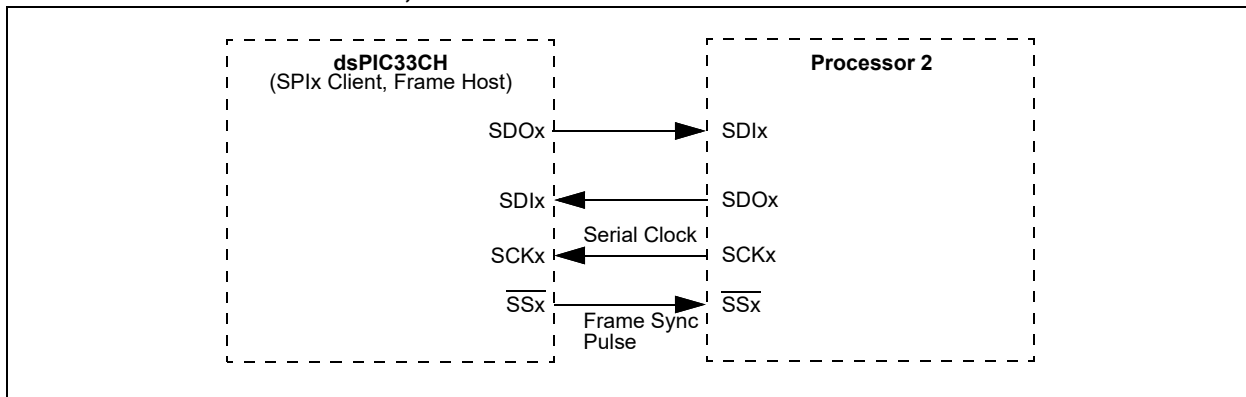 dsPIC33CH
(SPIx Client, Frame Host)
Processor 2
SDOx
SDIx
SDIx
SDOx
Serial Clock
SCKx
SCKx
SSx
SSx
Frame Sync
Pulse